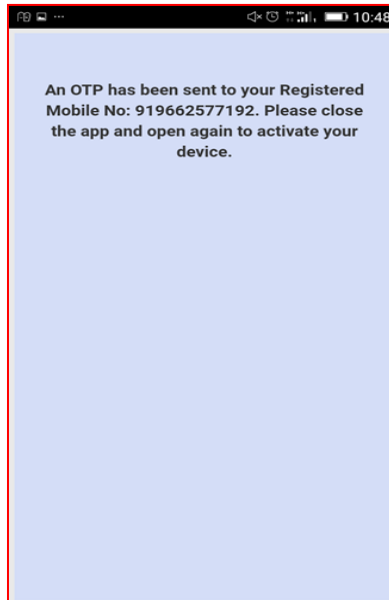 10:48
An OTP has been sent to your Registered
Mobile No: 919662577192. Please close
the app and open again to activate your
device.